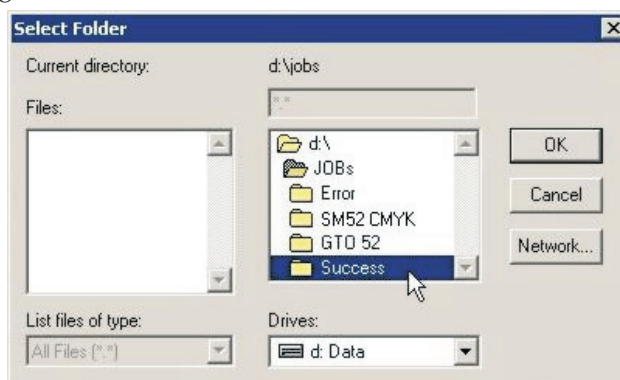 Select Folder
Current directory:
d:\jobs
Files:
*.*
d:\
JOBs
Error
SM52 CMYK
GTO 52
Success
OK
Cancel
Network...
List files of type:
All Files (*.*)
Drives:
d: Data